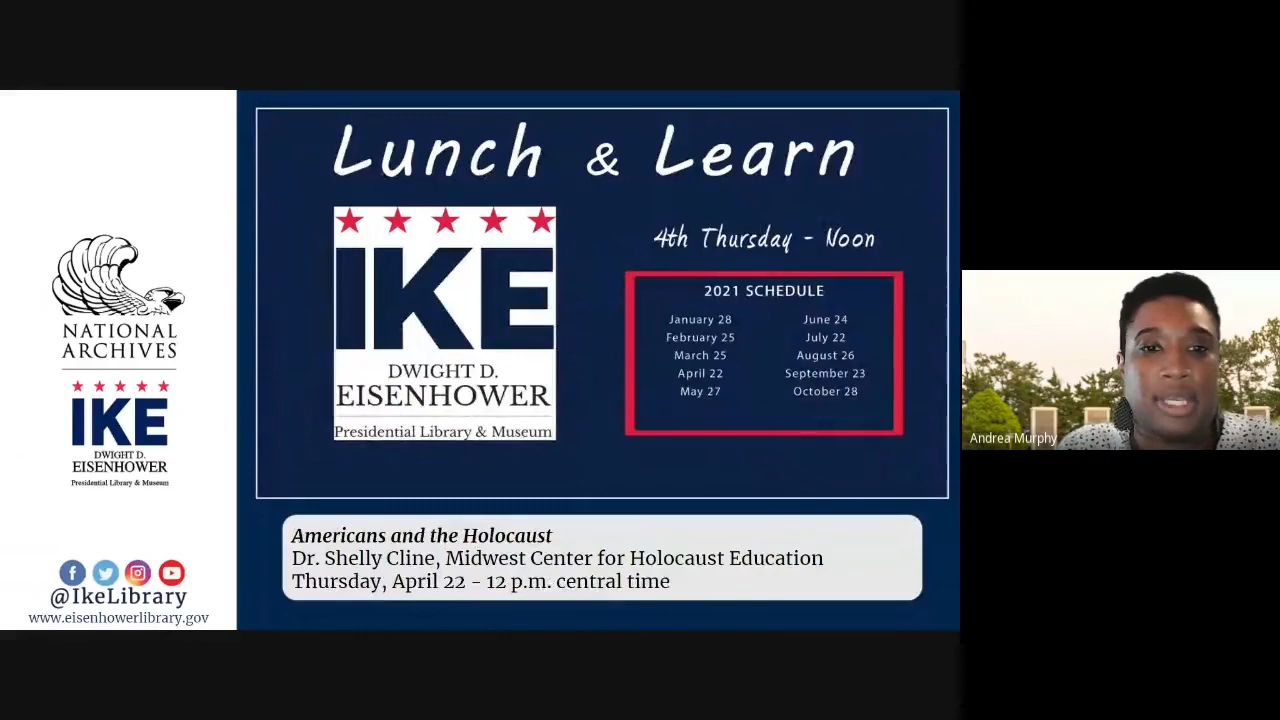 Lunch & Learn
IKE
DWIGHT D.
EISENHOWER
Presidential Library & Museum
4th Thursday - Noon
2021 SCHEDULE
January 28
February 25
March 25
April 22
May 27
June 24
July 22
August 26
September 23
October 28
NATIONAL
ARCHIVES
IKE
DWIGHT D.
EISENHOWER
Presidential Library & Museum
@IkeLibrary
www.eisenhowerlibrary.gov
Americans and the Holocaust
Dr. Shelly Cline, Midwest Center for Holocaust Education
Thursday, April 22 - 12 p.m. central time
Andrea Murphy